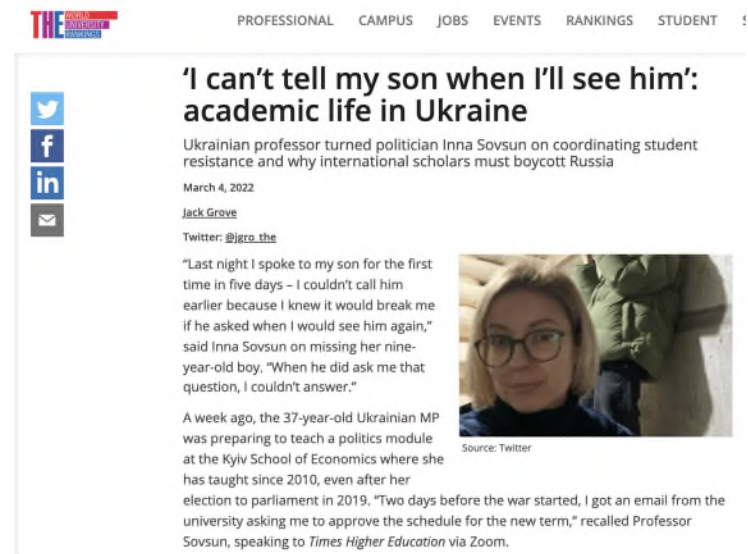 THE WORLD UNIVERSITY RANKINGS
PROFESSIONAL CAMPUS JOBS EVENTS RANKINGS STUDENT
‘I can’t tell my son when I’ll see him’:
academic life in Ukraine
Ukrainian professor turned politician Inna Sovsun on coordinating student
resistance and why international scholars must boycott Russia
March 4, 2022
Jack Grove
Twitter: @jgro_the
“Last night I spoke to my son for the first
time in five days – I couldn’t call him
earlier because I knew it would break me
if he asked when I would see him again,”
said Inna Sovsun on missing her nine-
year-old boy. “When he did ask me that
question, I couldn’t answer.”
A week ago, the 37-year-old Ukrainian MP
was preparing to teach a politics module
at the Kyiv School of Economics where she
has taught since 2010, even after her
election to parliament in 2019. “Two days before the war started, I got an email from the
university asking me to approve the schedule for the new term,” recalled Professor
Sovsun, speaking to Times Higher Education via Zoom.
Source: Twitter